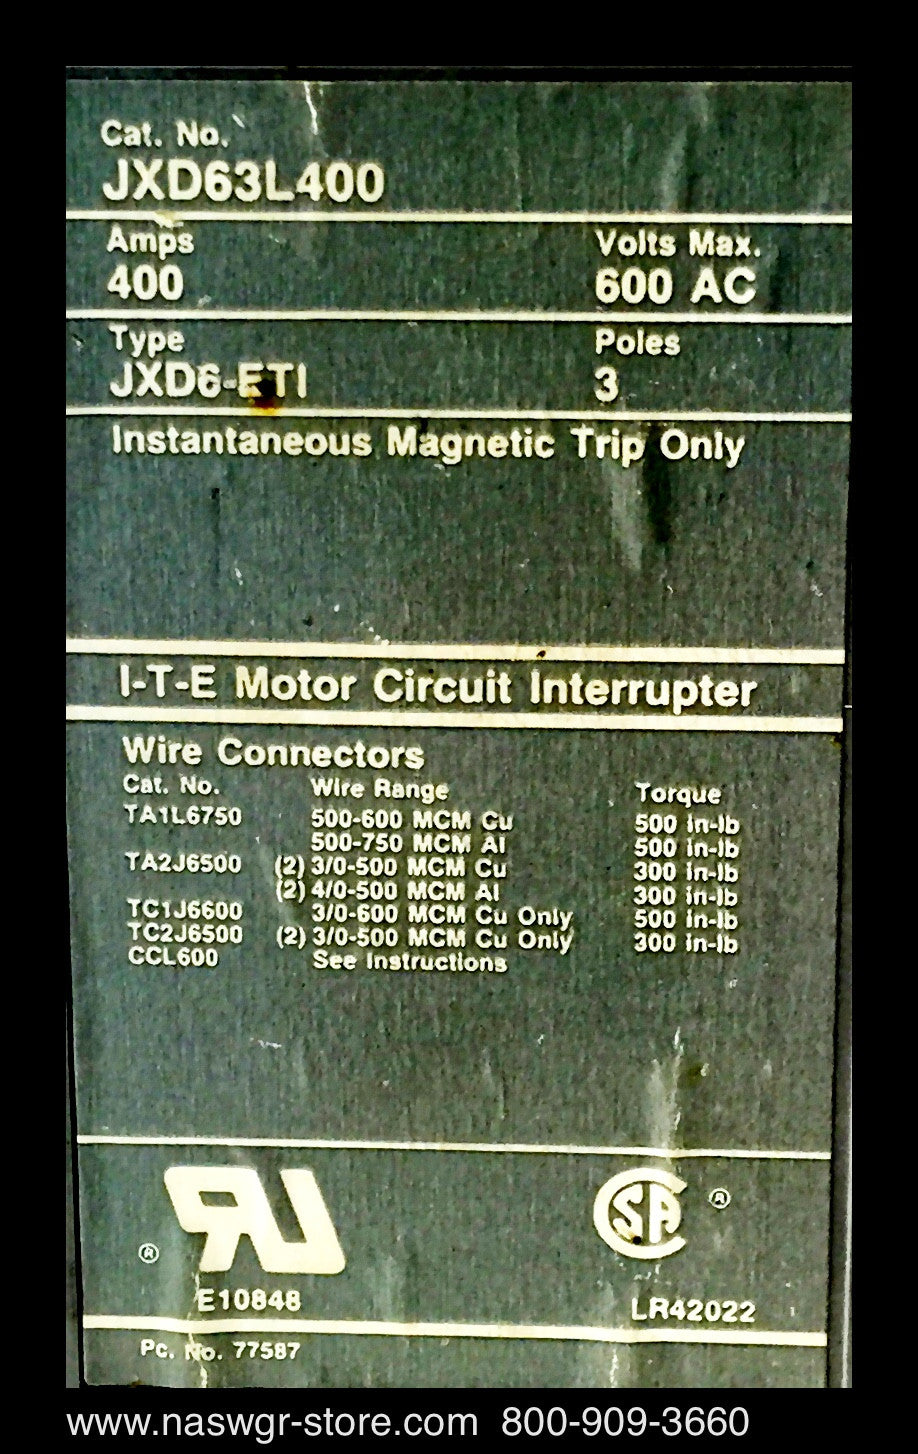 Cat. No.
JXD63L400
Amps Volts Max.
400 600 AC
Type Poles
JXD6-ETI 3
Instantaneous Magnetic Trip Only
I-T-E Motor Circuit Interrupter
Wire Connectors
Cat. No. Wire Range Torque
TA1L6750 500-600 MCM Cu 500 in-lb
500-750 MCM Al 500 in-lb
TA2J6500 (2) 3/0-500 MCM Cu 300 in-lb
(2) 4/0-500 MCM Al 300 in-lb
TC1J6600 3/0-600 MCM Cu Only 500 in-lb
TC2J6500 (2) 3/0-500 MCM Cu Only 300 in-lb
CCL600 See Instructions
RU ® SA ®
E10848 LR42022
Pc. No. 77587
www.naswgr-store.com 800-909-3660